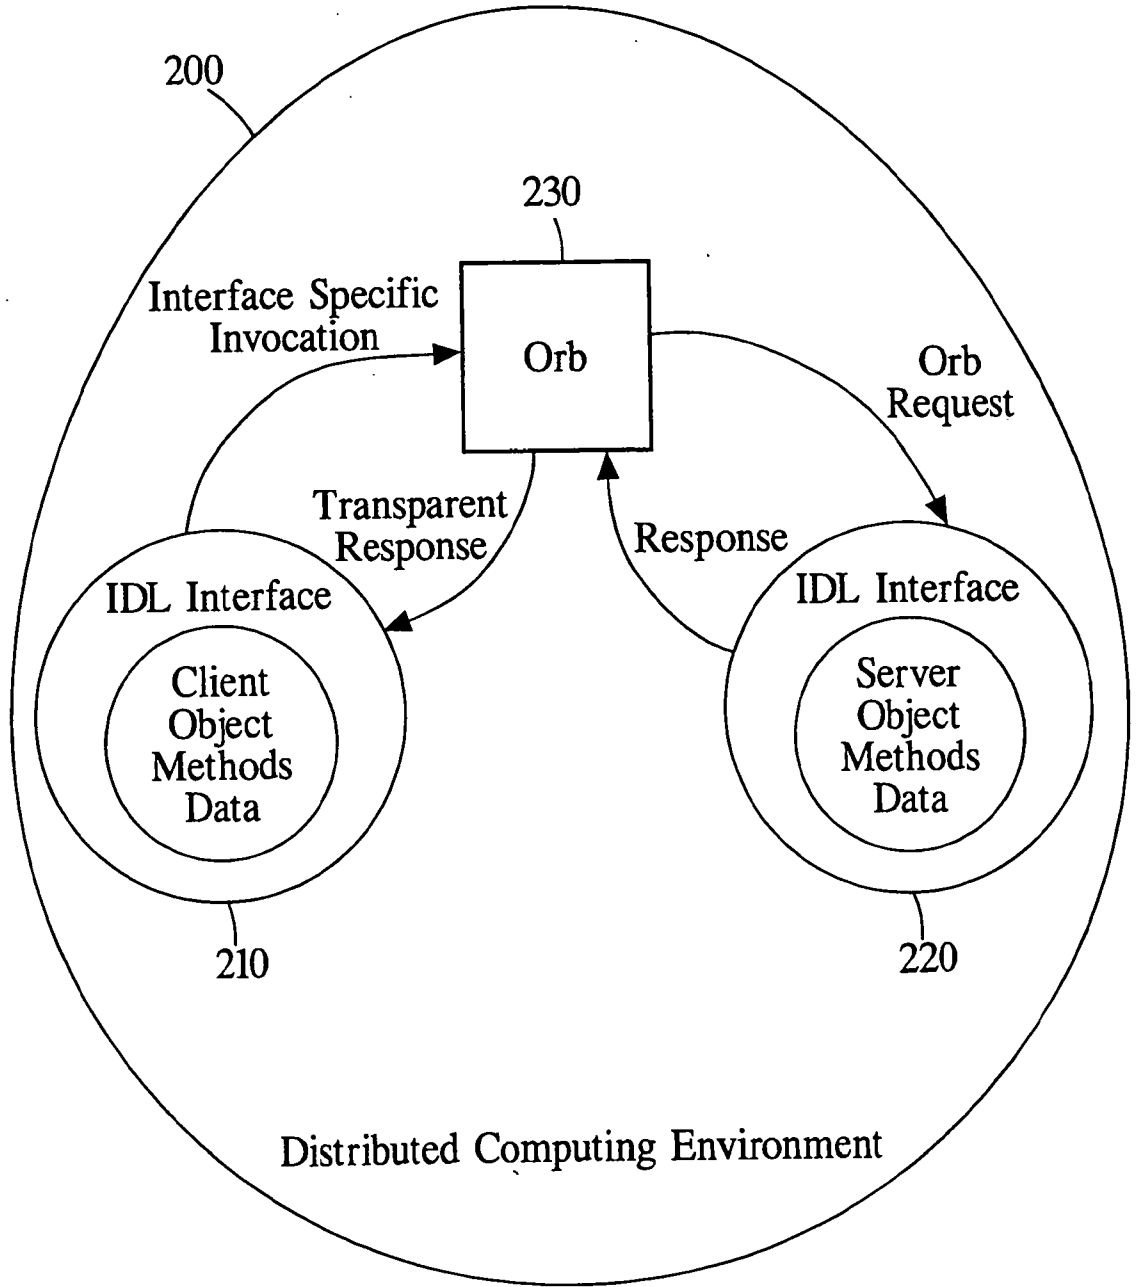 200
230
Interface Specific
Invocation
Orb
Orb
Request
Transparent
Response
Response
IDL Interface
Client
Object
Methods
Data
IDL Interface
Server
Object
Methods
Data
210
220
Distributed Computing Environment